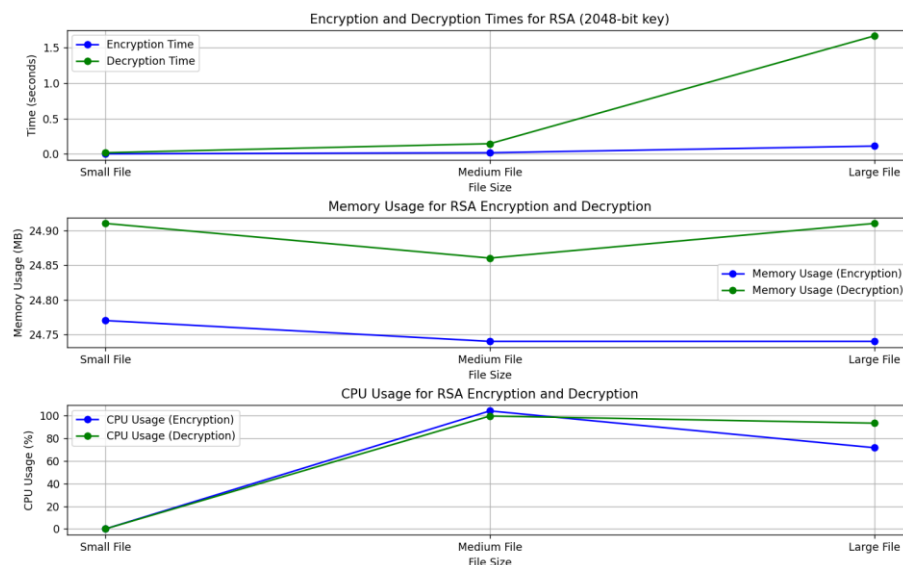 Encryption and Decryption Times for RSA (2048-bit key)
Encryption Time
Decryption Time
Time (seconds)
1.5
1.0
0.5
0.0
Small File
Medium File
Large File
File Size
Memory Usage for RSA Encryption and Decryption
Memory Usage (MB)
24.90
24.85
24.80
24.75
Memory Usage (Encryption)
Memory Usage (Decryption)
Small File
Medium File
Large File
File Size
CPU Usage for RSA Encryption and Decryption
CPU Usage (Encryption)
CPU Usage (Decryption)
CPU Usage (%)
100
80
60
40
20
0
Small File
Medium File
Large File
File Size